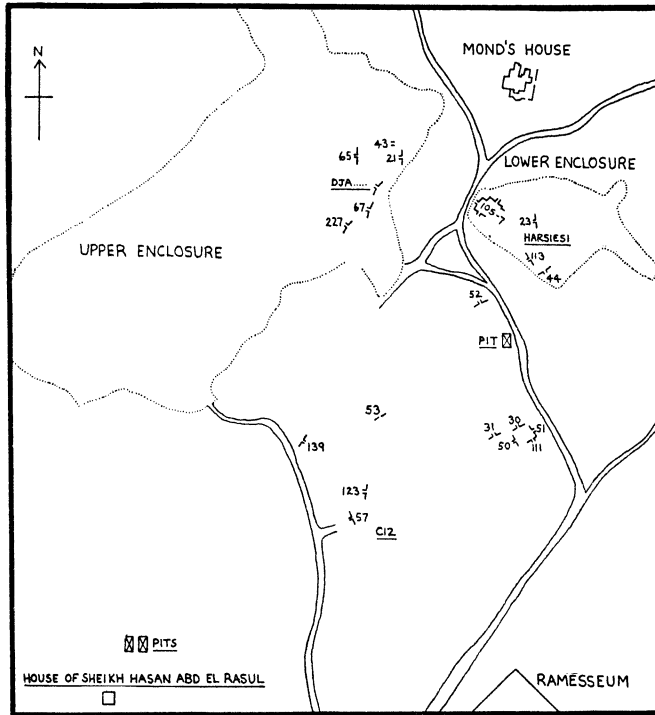 N
MOND'S HOUSE
43=
65
21
LOWER ENCLOSURE
DJA....
67
105-7
23
227
HARSIESI
UPPER ENCLOSURE
113
44
52
PIT
53
30
31
51
139
50
111
123
57
C12
PITS
HOUSE OF SHEIKH HASAN ABD EL RASUL
RAMESSEUM